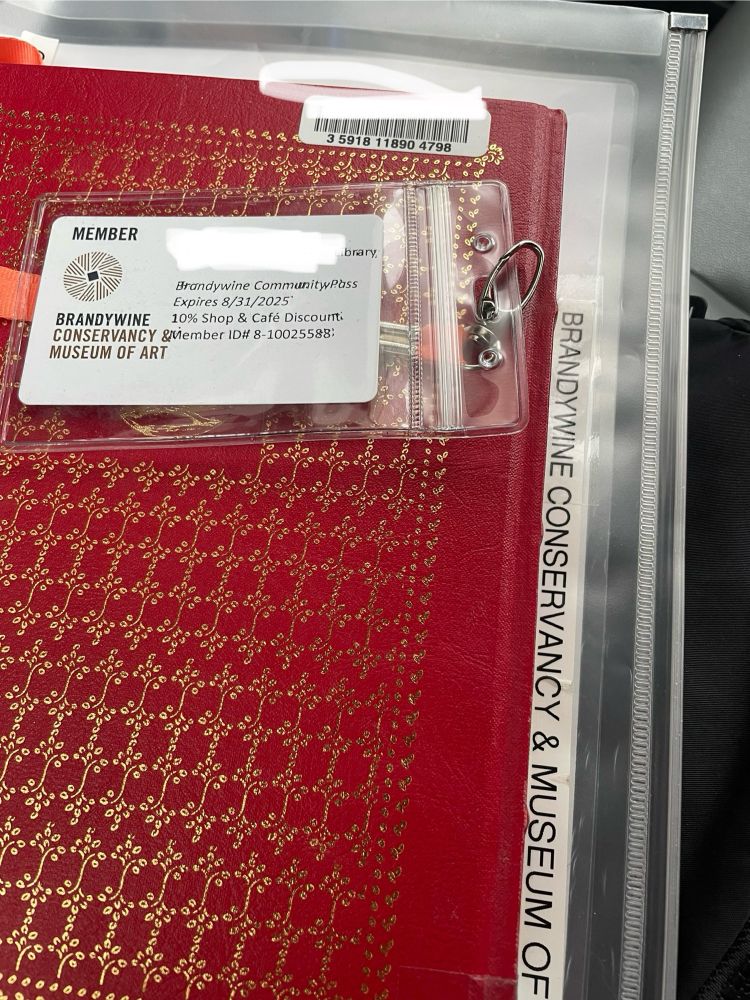 3 5918 11890 4798
MEMBER
Brandywine CommunityPass
Expires 8/31/2025
10% Shop & Café Discount
Member ID# 8-10025588
BRANDYWINE
CONSERVANCY &
MUSEUM OF ART
BRANDYWINE CONSERVANCY & MUSEUM OF